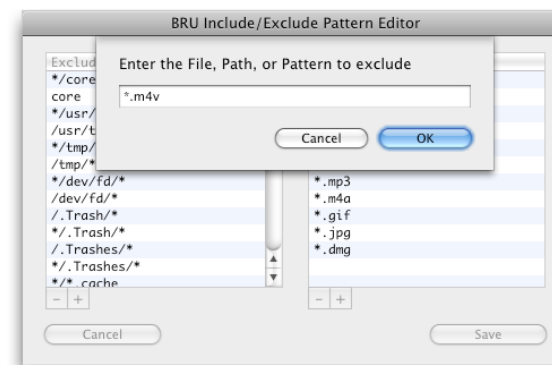 BRU Include/Exclude Pattern Editor
Enter the File, Path, or Pattern to exclude
*.m4v
Cancel
OK
Exclud
*/core
core
*/usr/
/usr/t
*/tmp/
/tmp/*
*/dev/fd/*
/dev/fd/*
/.Trash/*
*/.Trash/*
/.Trashes/*
*/.Trashes/*
*/*.cache
*.mp3
*.m4a
*.gif
*.jpg
*.dmg
- +
- +
Cancel
Save